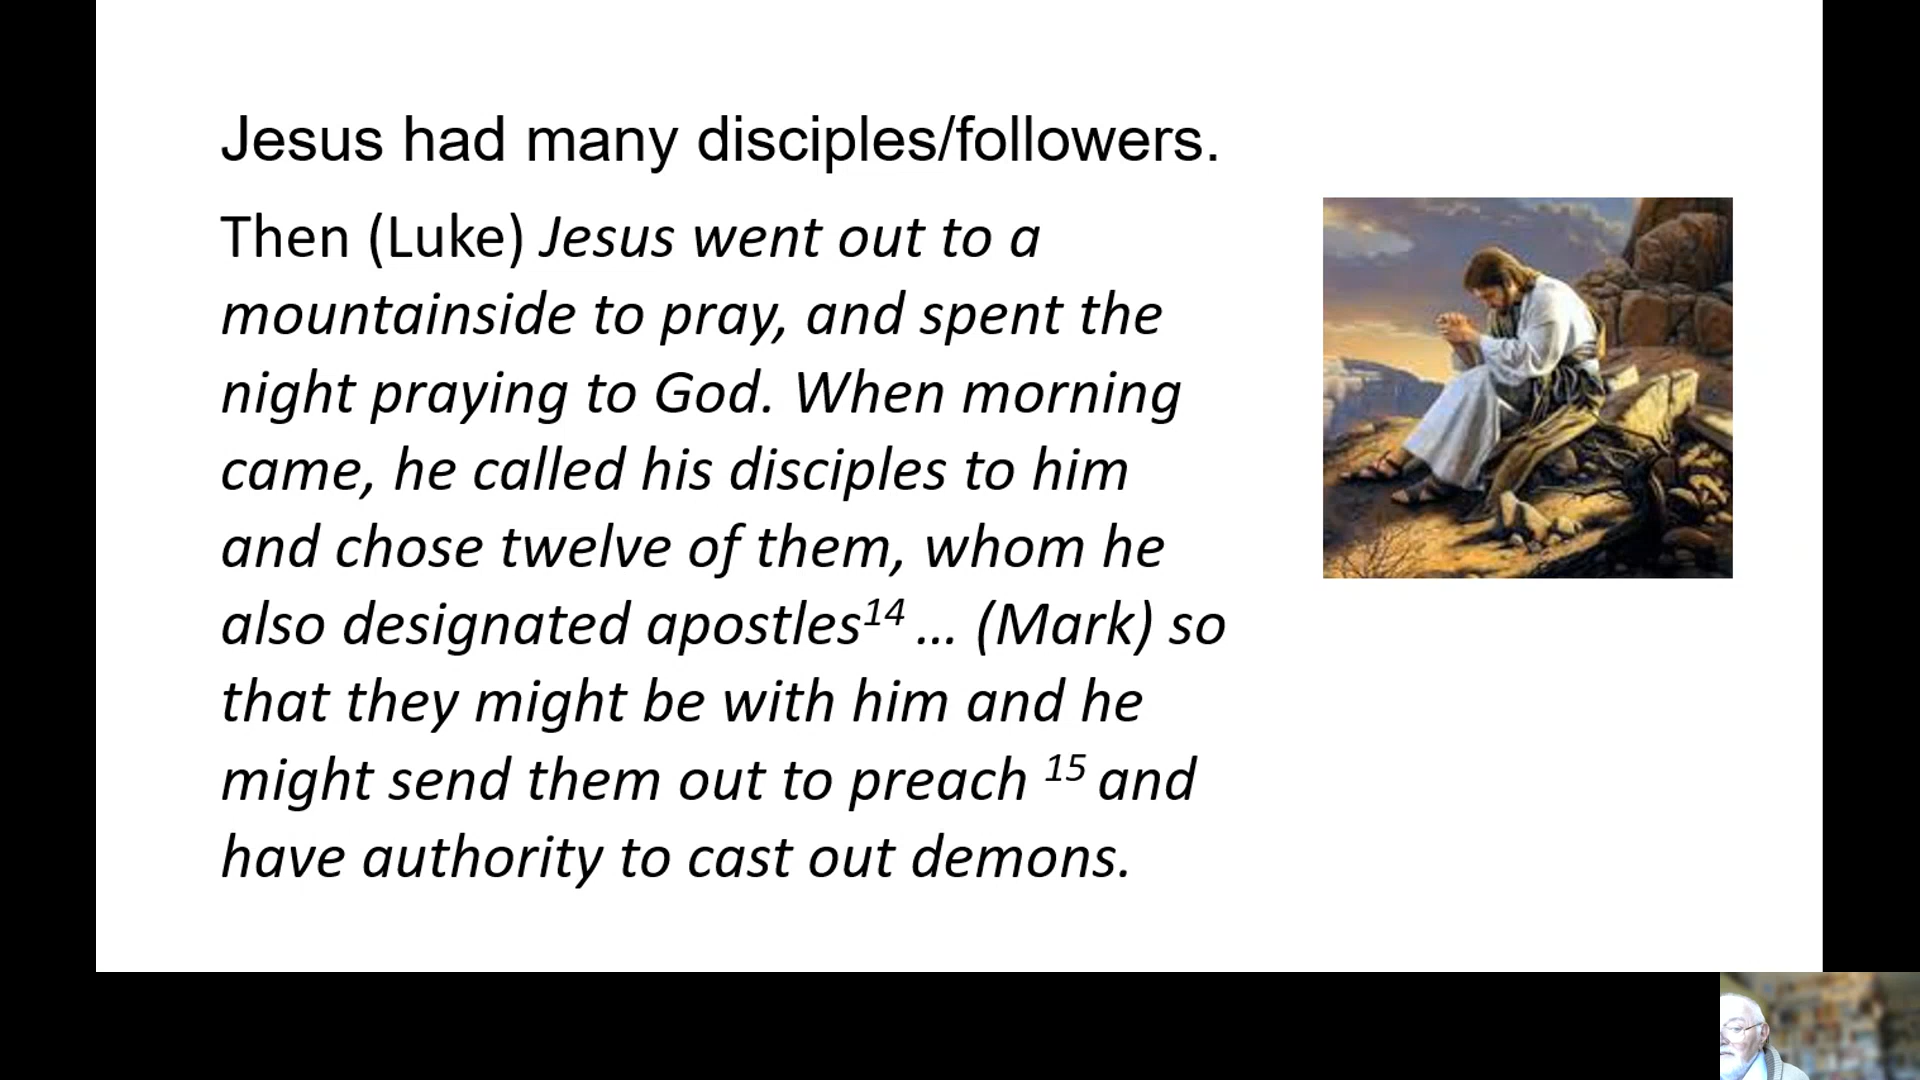 Jesus had many disciples/followers.
Then (Luke) Jesus went out to a
mountainside to pray, and spent the
night praying to God. When morning
came, he called his disciples to him
and chose twelve of them, whom he
also designated apostles14 … (Mark) so
that they might be with him and he
might send them out to preach 15 and
have authority to cast out demons.